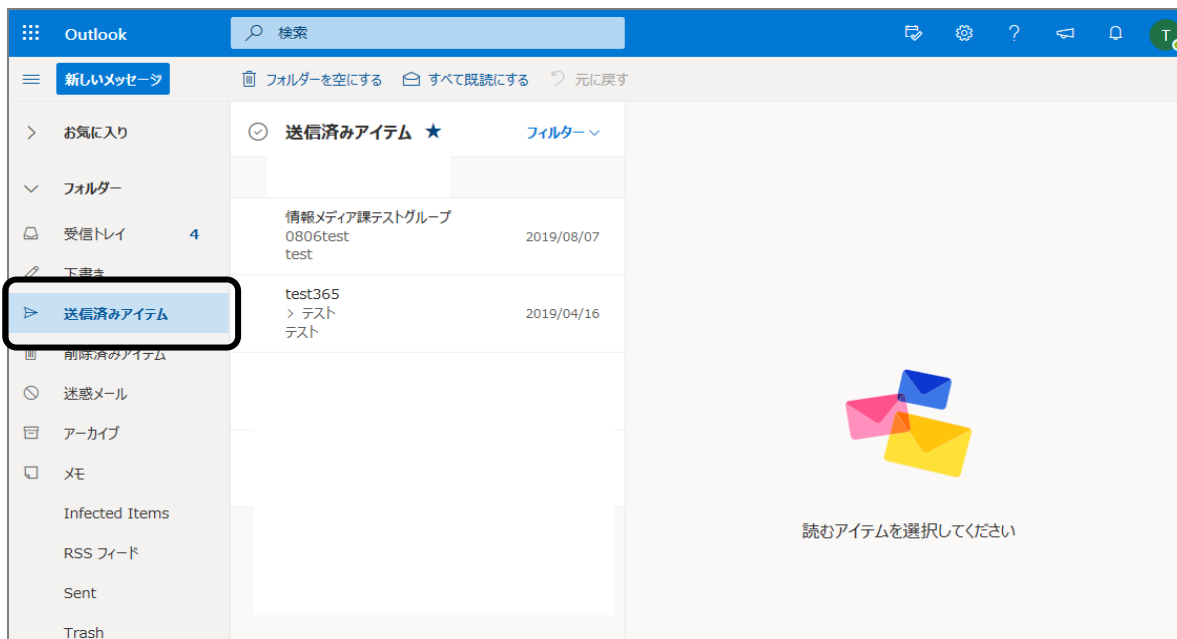 Outlook
検索
新しいメッセージ
フォルダーを空にする
すべて既読にする
元に戻す
お気に入り
フォルダー
受信トレイ 4
下書き
送信済みアイテム
削除済みアイテム
迷惑メール
アーカイブ
メモ
Infected Items
RSS フィード
Sent
Trash
送信済みアイテム ★
フィルター
情報メディア課テストグループ
0806test 2019/08/07
test
test365
> テスト 2019/04/16
テスト
読むアイテムを選択してください
T